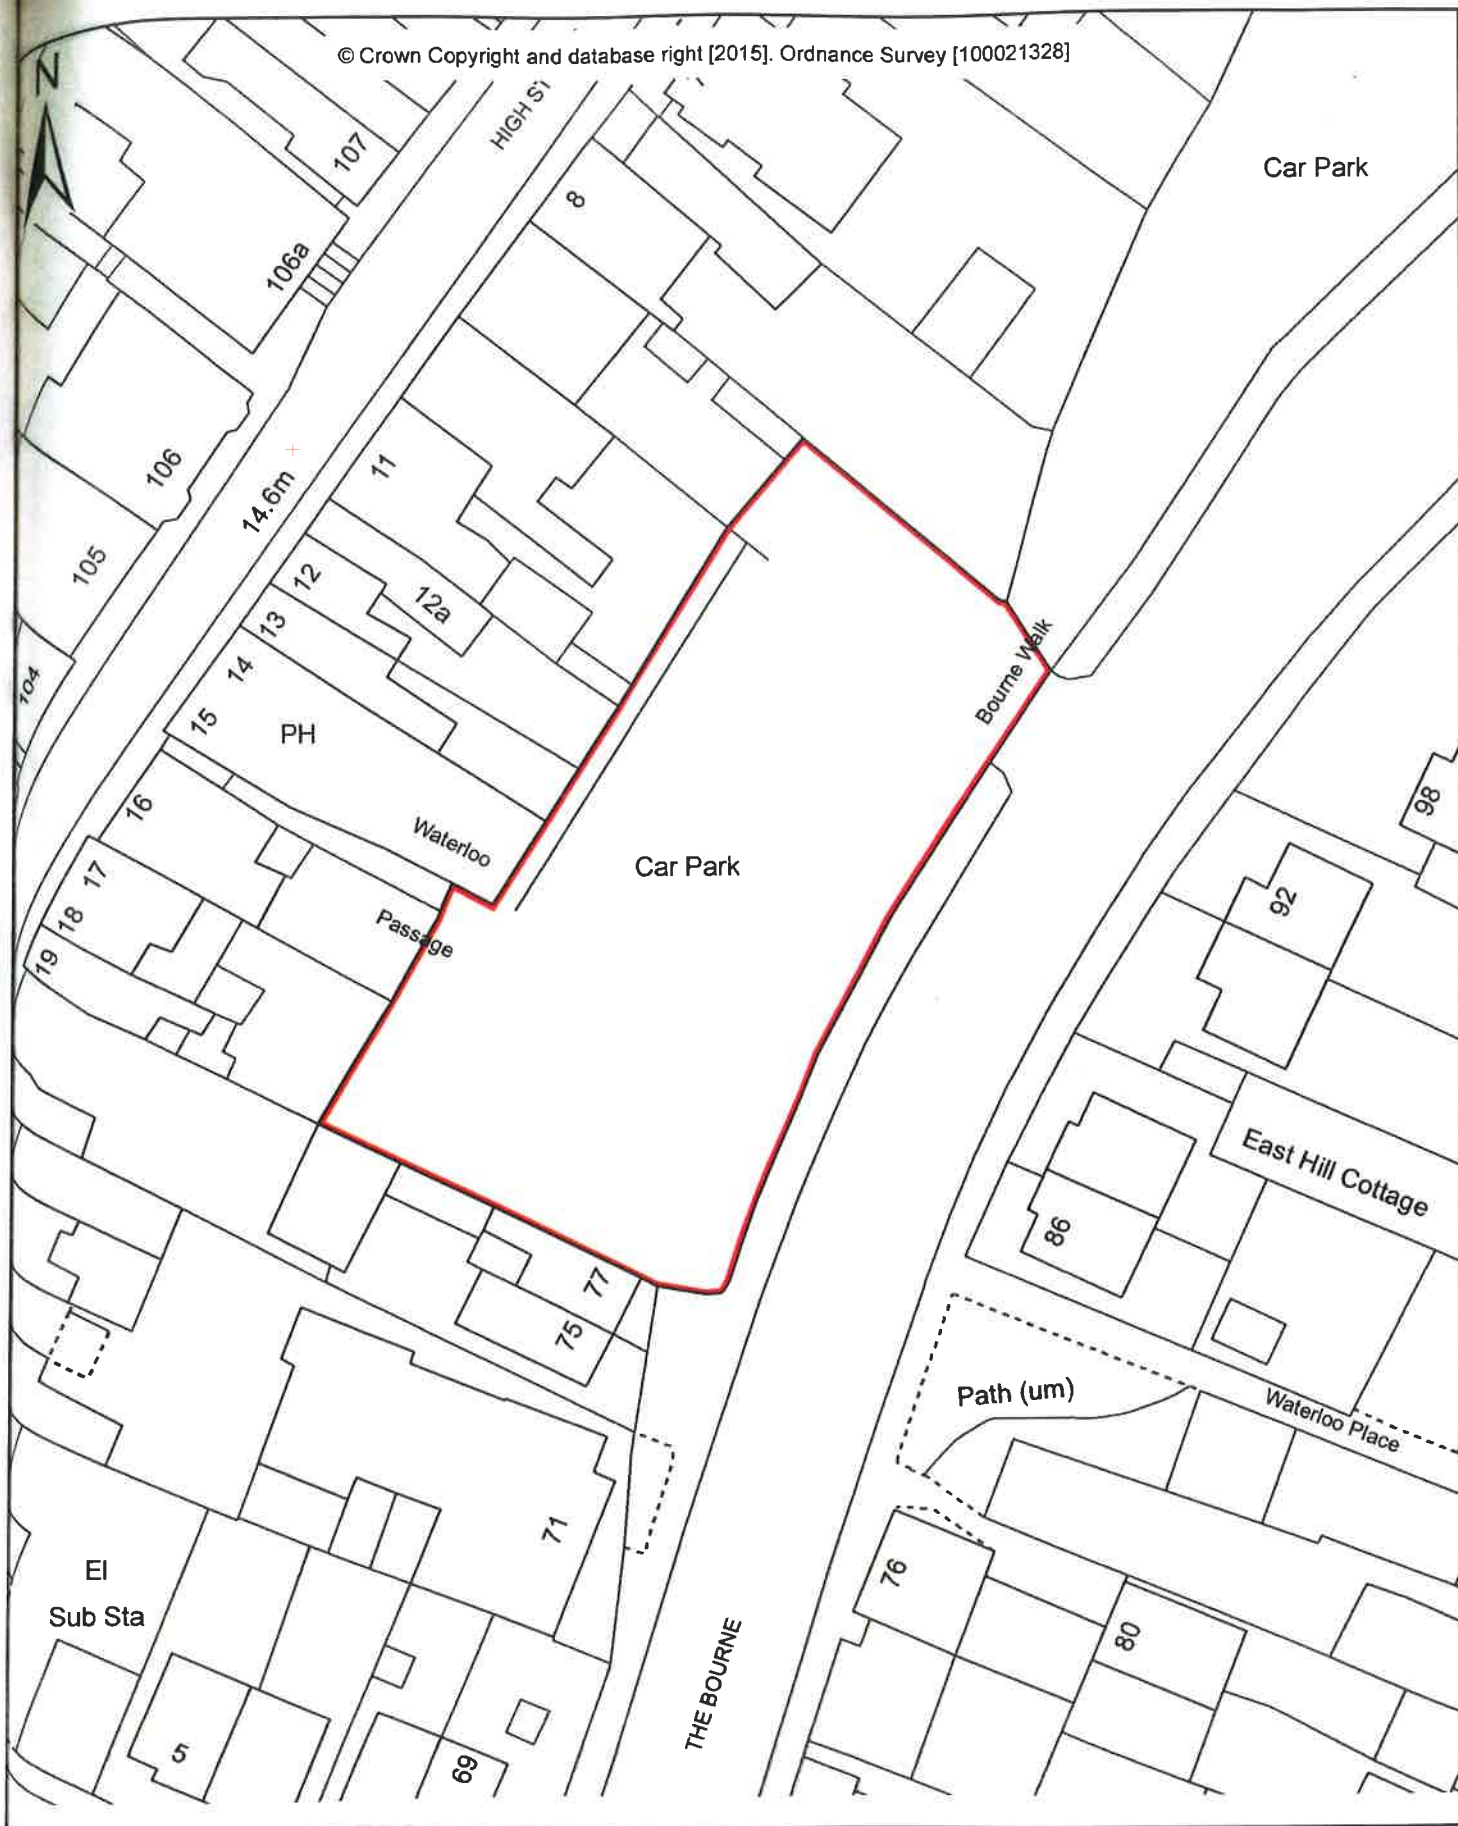 © Crown Copyright and database right [2015]. Ordnance Survey [100021328]
N
HIGH ST
107
Car Park
8
106a
106
11
14.6m
105
12
12a
13
104
14
15
PH
Bourne Walk
16
Waterloo
Passage
Car Park
17
18
19
98
92
East Hill Cottage
86
77
75
Path (um)
Waterloo Place
71
El
Sub Sta
76
80
THE BOURNE
5
69